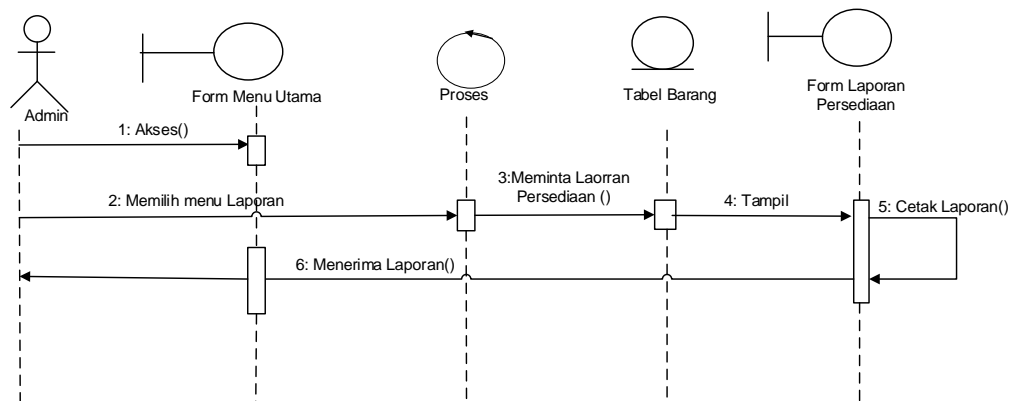 Admin
Form Menu Utama
Proses
Tabel Barang
Form Laporan
Persediaan
1: Akses()
2: Memilih menu Laporan
3:Meminta Laorran
Persediaan ()
4: Tampil
5: Cetak Laporan()
6: Menerima Laporan()